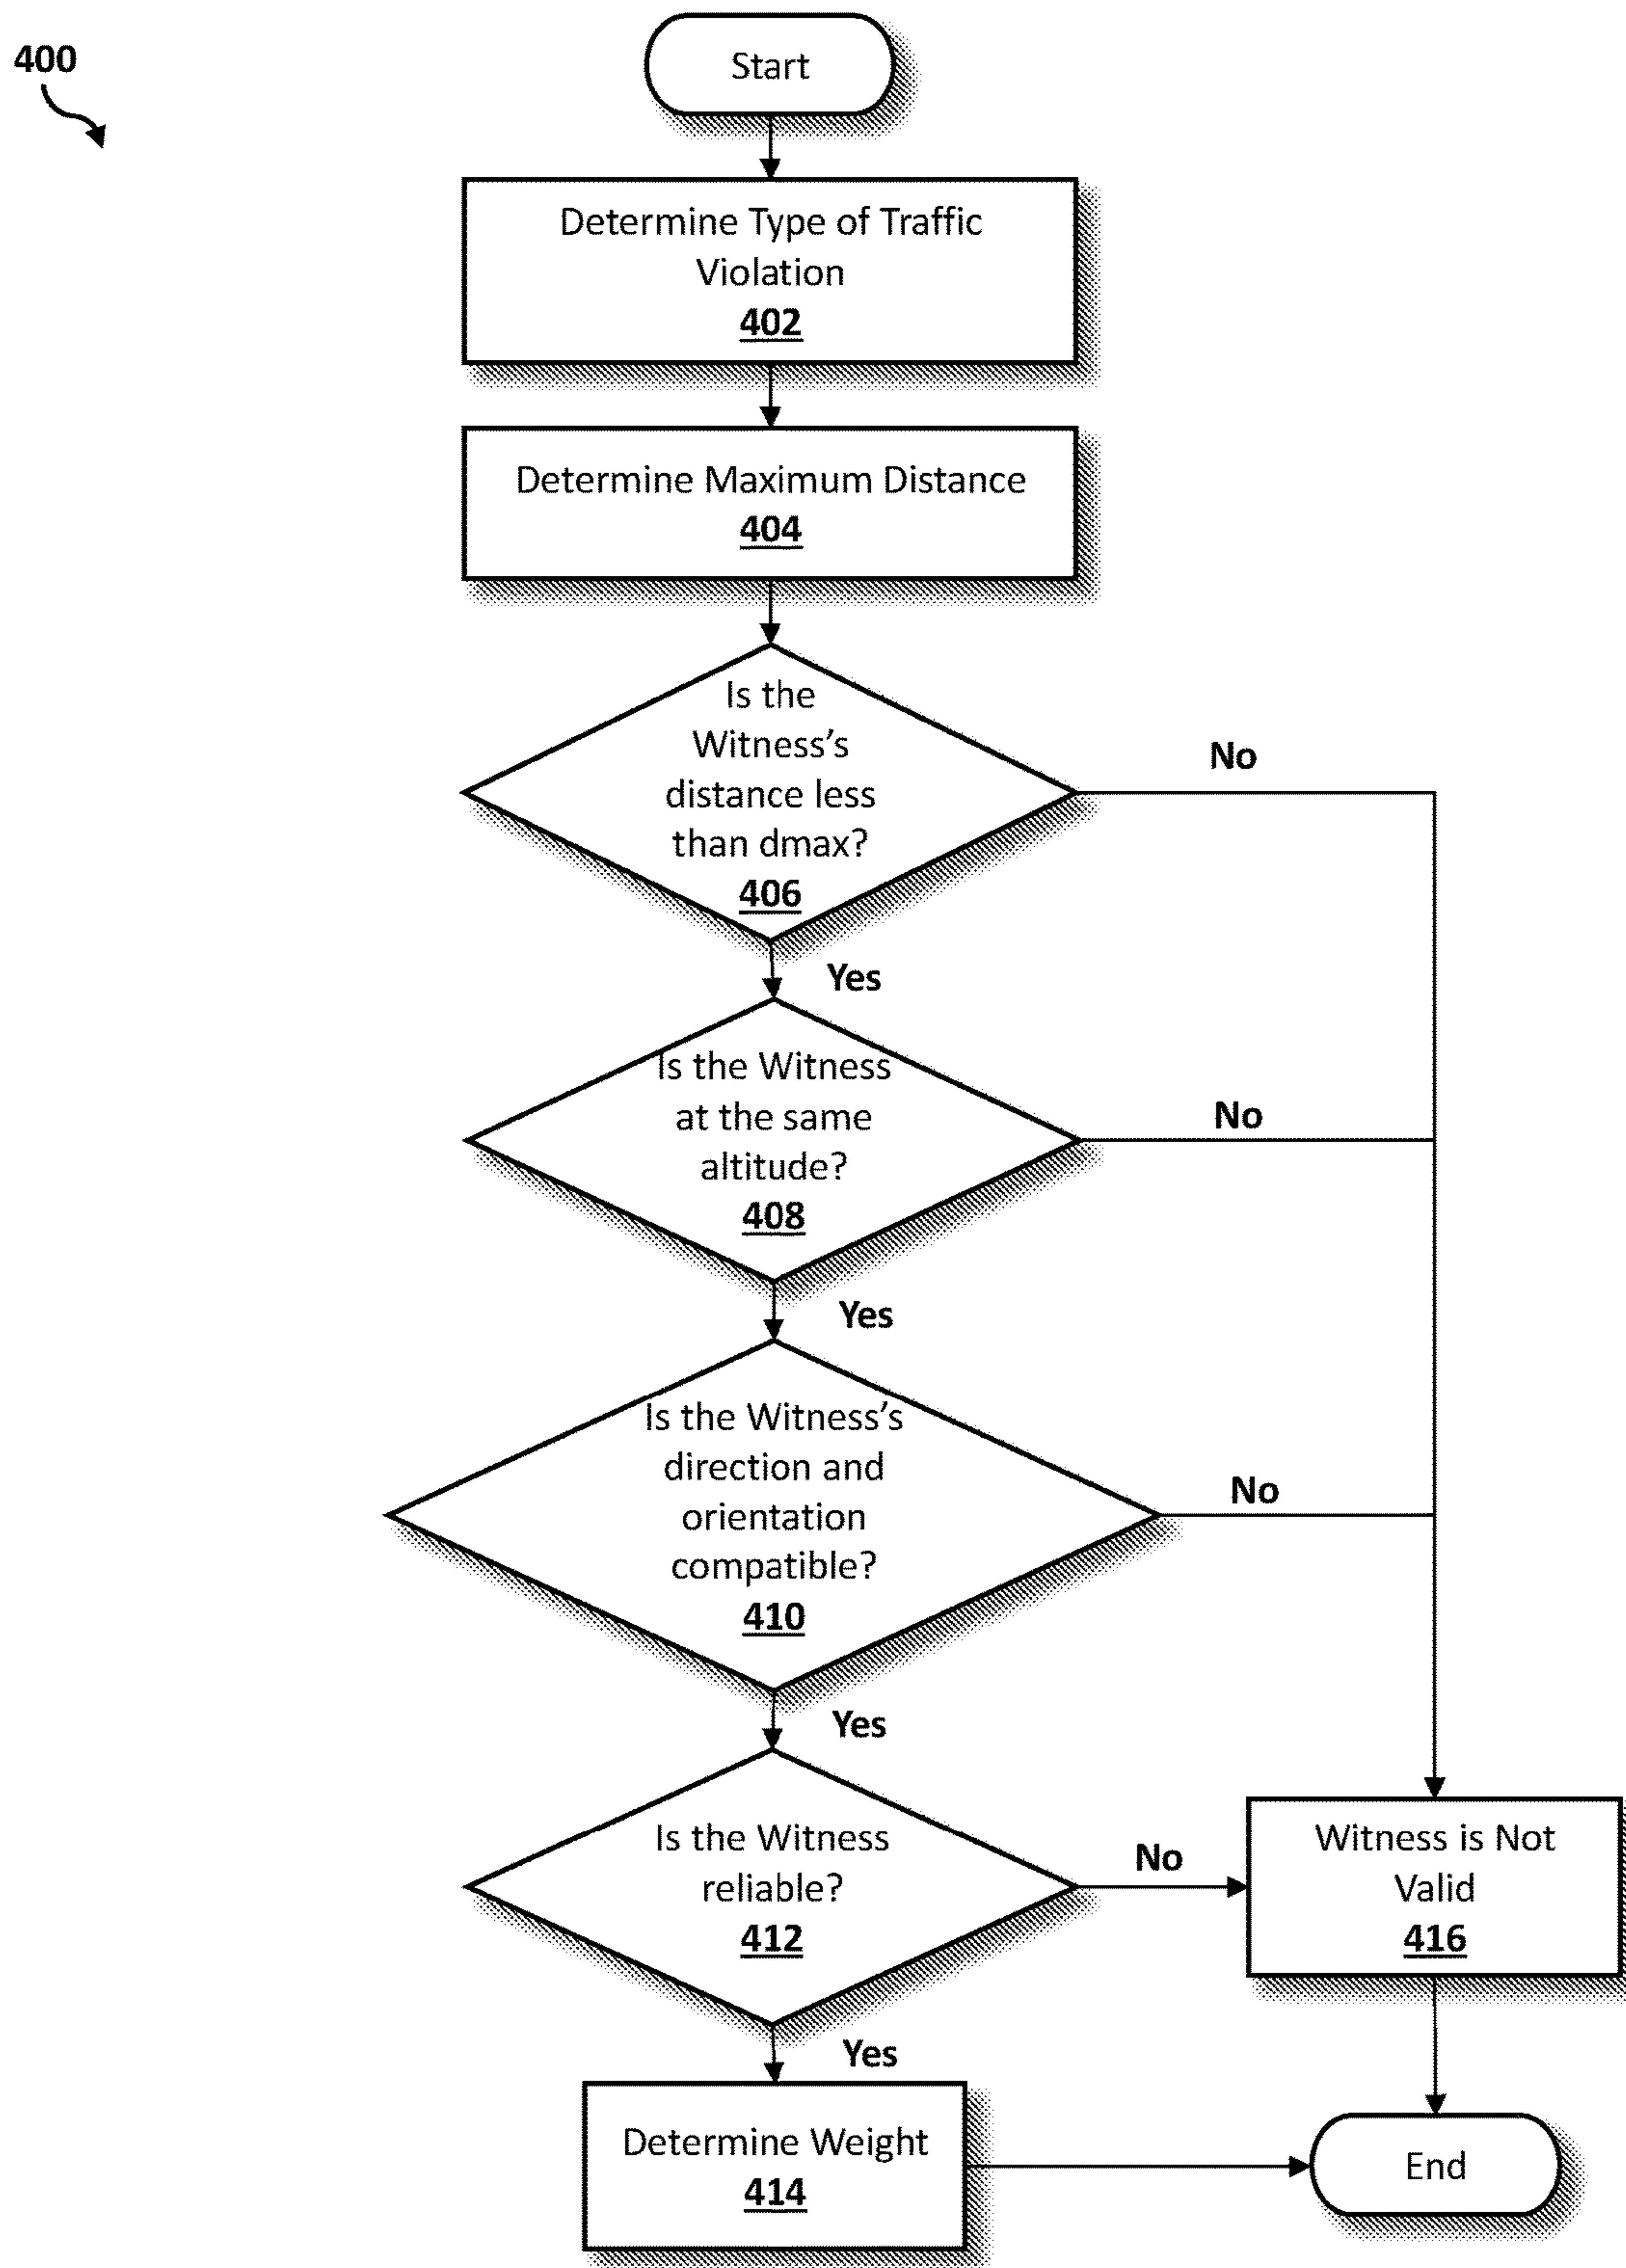 400
Start
Determine Type of Traffic
Violation
402
Determine Maximum Distance
404
Is the
Witness's
distance less
than dmax?
406
No
Yes
Is the Witness
at the same
altitude?
408
No
Yes
Is the Witness's
direction and
orientation
compatible?
410
No
Yes
Is the Witness
reliable?
412
No
Witness is Not
Valid
416
Yes
Determine Weight
414
End